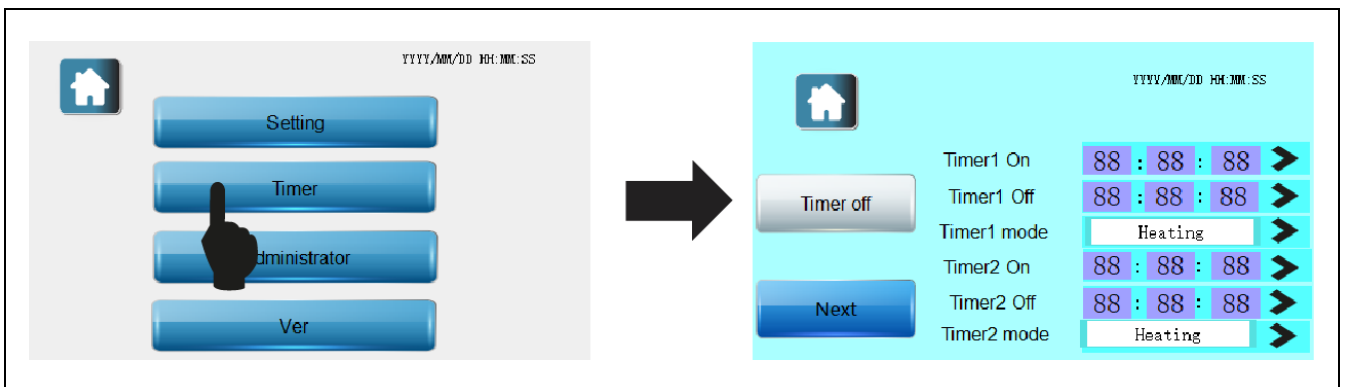 YYYY/MM/DD HH:MM:SS
Setting
Timer
dministrator
Ver
YYYY/MM/DD HH:MM:SS
Timer1 On 88 : 88 : 88
Timer off
Timer1 Off 88 : 88 : 88
Timer1 mode Heating
Timer2 On 88 : 88 : 88
Next
Timer2 Off 88 : 88 : 88
Timer2 mode Heating